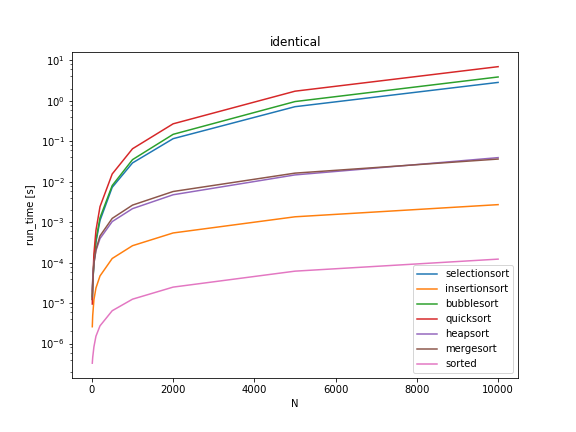 identical
run_time [s]
10¹
10⁰
10⁻¹
10⁻²
10⁻³
10⁻⁴
10⁻⁵
10⁻⁶
selectionsort
insertionsort
bubblesort
quicksort
heapsort
mergesort
sorted
0 2000 4000 6000 8000 10000
N